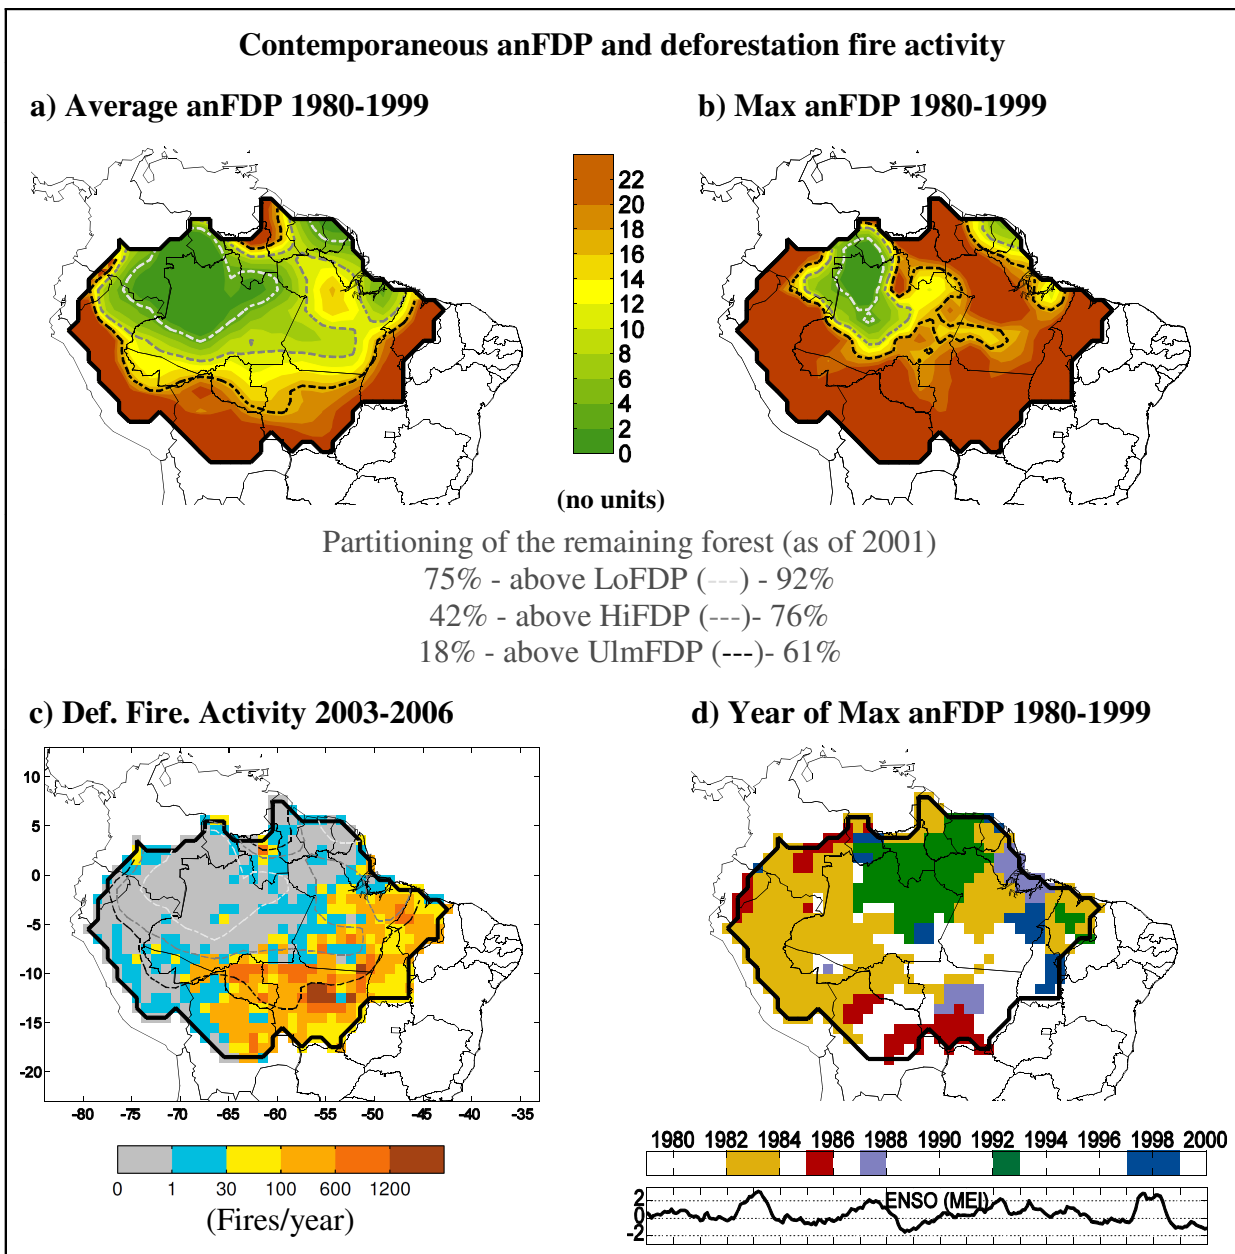 Contemporaneous anFDP and deforestation fire activity
a) Average anFDP 1980-1999
b) Max anFDP 1980-1999
22
20
18
16
14
12
10
8
6
4
2
0
(no units)
Partitioning of the remaining forest (as of 2001)
75% - above LoFDP (---) - 92%
42% - above HiFDP (---)- 76%
18% - above UlmFDP (---)- 61%
c) Def. Fire. Activity 2003-2006
d) Year of Max anFDP 1980-1999
10
5
0
-5
-10
-15
-20
-80 -75 -70 -65 -60 -55 -50 -45 -40 -35
0 1 30 100 600 1200
(Fires/year)
1980 1982 1984 1986 1988 1990 1992 1994 1996 1998 2000
ENSO (MEI)
2
0
-2